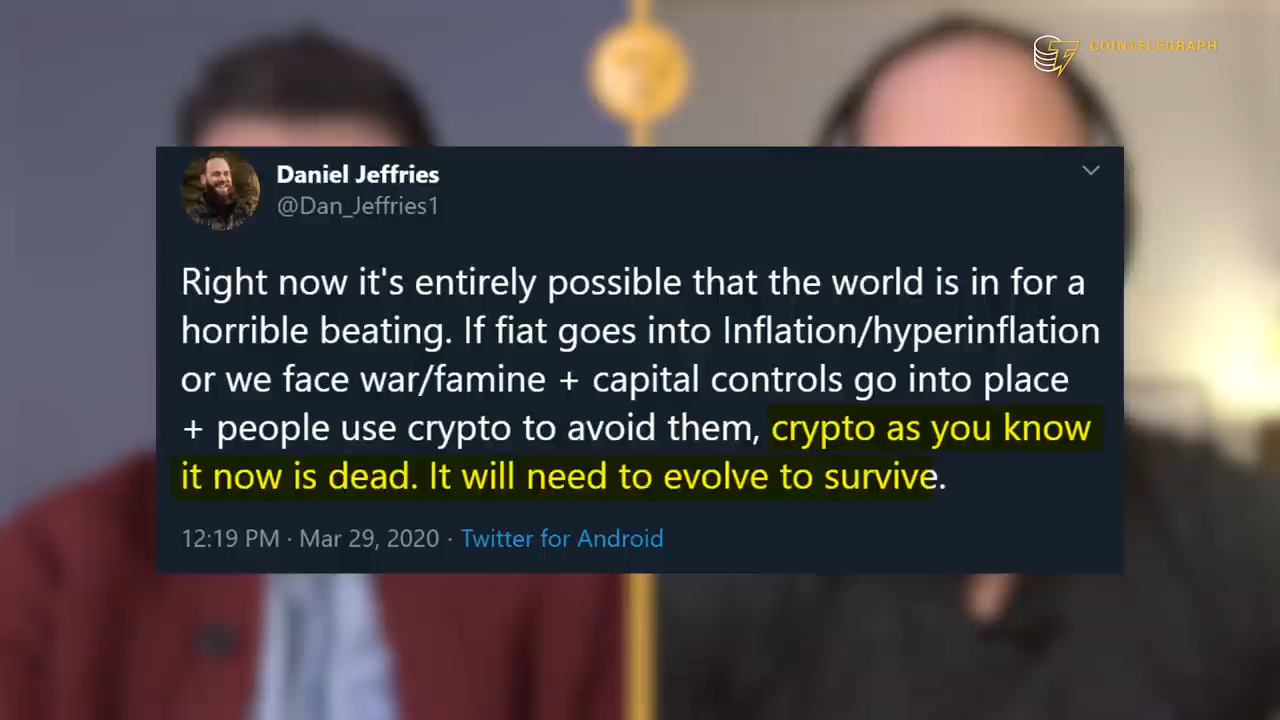 COINTELEGRAPH
Daniel Jeffries
@Dan_Jeffries1
Right now it's entirely possible that the world is in for a
horrible beating. If fiat goes into Inflation/hyperinflation
or we face war/famine + capital controls go into place
+ people use crypto to avoid them, crypto as you know
it now is dead. It will need to evolve to survive.
12:19 PM · Mar 29, 2020 · Twitter for Android